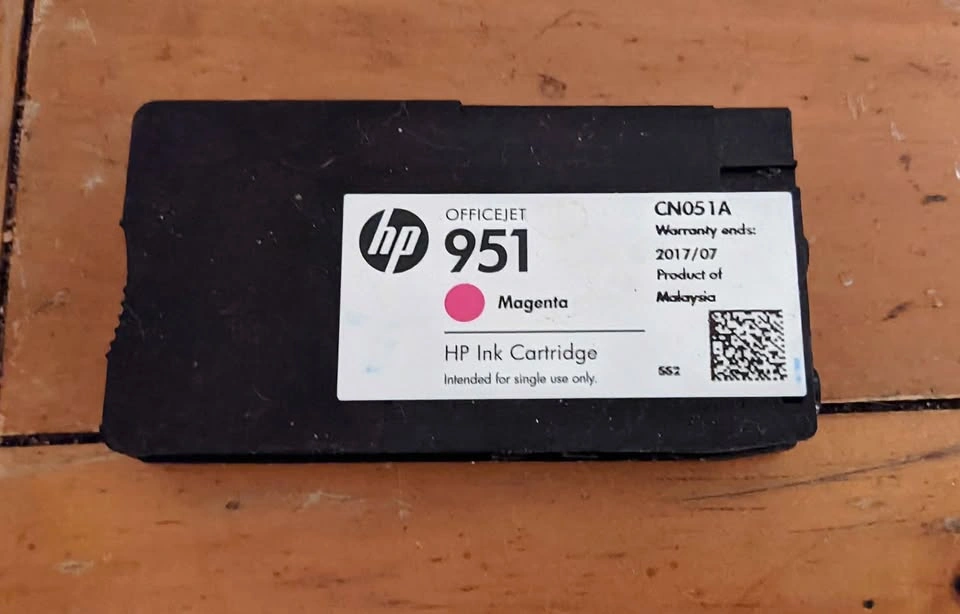 hp
OFFICEJET
951
Magenta
HP Ink Cartridge
Intended for single use only.
CN051A
Warranty ends:
2017/07
Product of
Malaysia
SS2